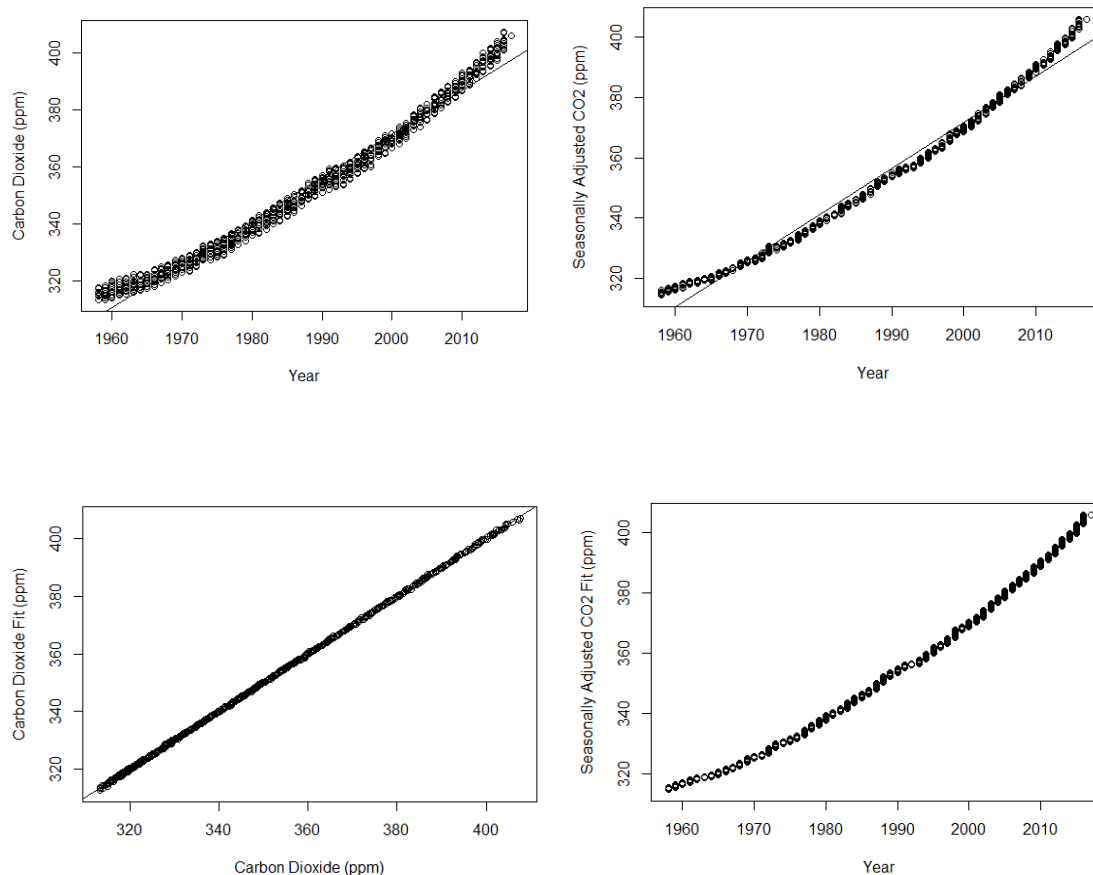 Carbon Dioxide (ppm)
400
380
360
340
320
1960 1970 1980 1990 2000 2010
Year
Seasonally Adjusted CO2 (ppm)
400
380
360
340
320
1960 1970 1980 1990 2000 2010
Year
Carbon Dioxide Fit (ppm)
400
380
360
340
320
320 340 360 380 400
Carbon Dioxide (ppm)
Seasonally Adjusted CO2 Fit (ppm)
400
380
360
340
320
1960 1970 1980 1990 2000 2010
Year